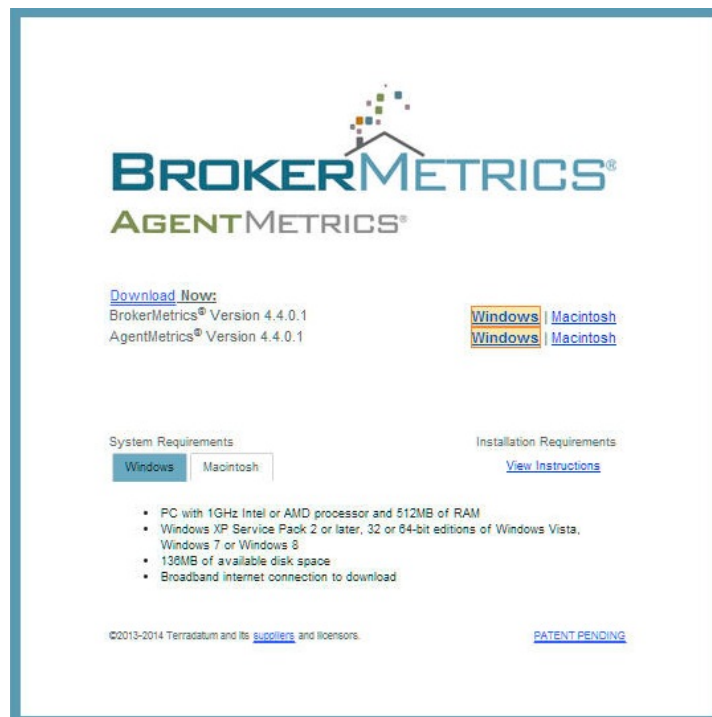 BROKERMETRICS®
AGENTMETRICS®
Download Now:
BrokerMetrics® Version 4.4.0.1 Windows | Macintosh
AgentMetrics® Version 4.4.0.1 Windows | Macintosh
System Requirements Installation Requirements
Windows Macintosh View Instructions
• PC with 1GHz Intel or AMD processor and 512MB of RAM
• Windows XP Service Pack 2 or later, 32 or 64-bit editions of Windows Vista,
Windows 7 or Windows 8
• 136MB of available disk space
• Broadband internet connection to download
©2013-2014 Terradatum and its suppliers and licensors. PATENT PENDING